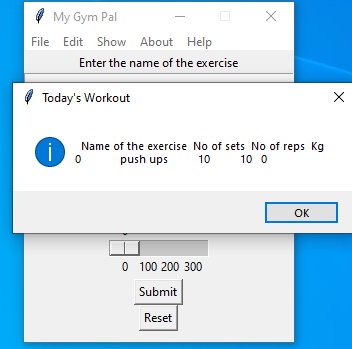 My Gym Pal
File Edit Show About Help
Enter the name of the exercise
Today's Workout
Name of the exercise No of sets No of reps Kg
0 push ups 10 10 0
OK
0 100 200 300
Submit
Reset